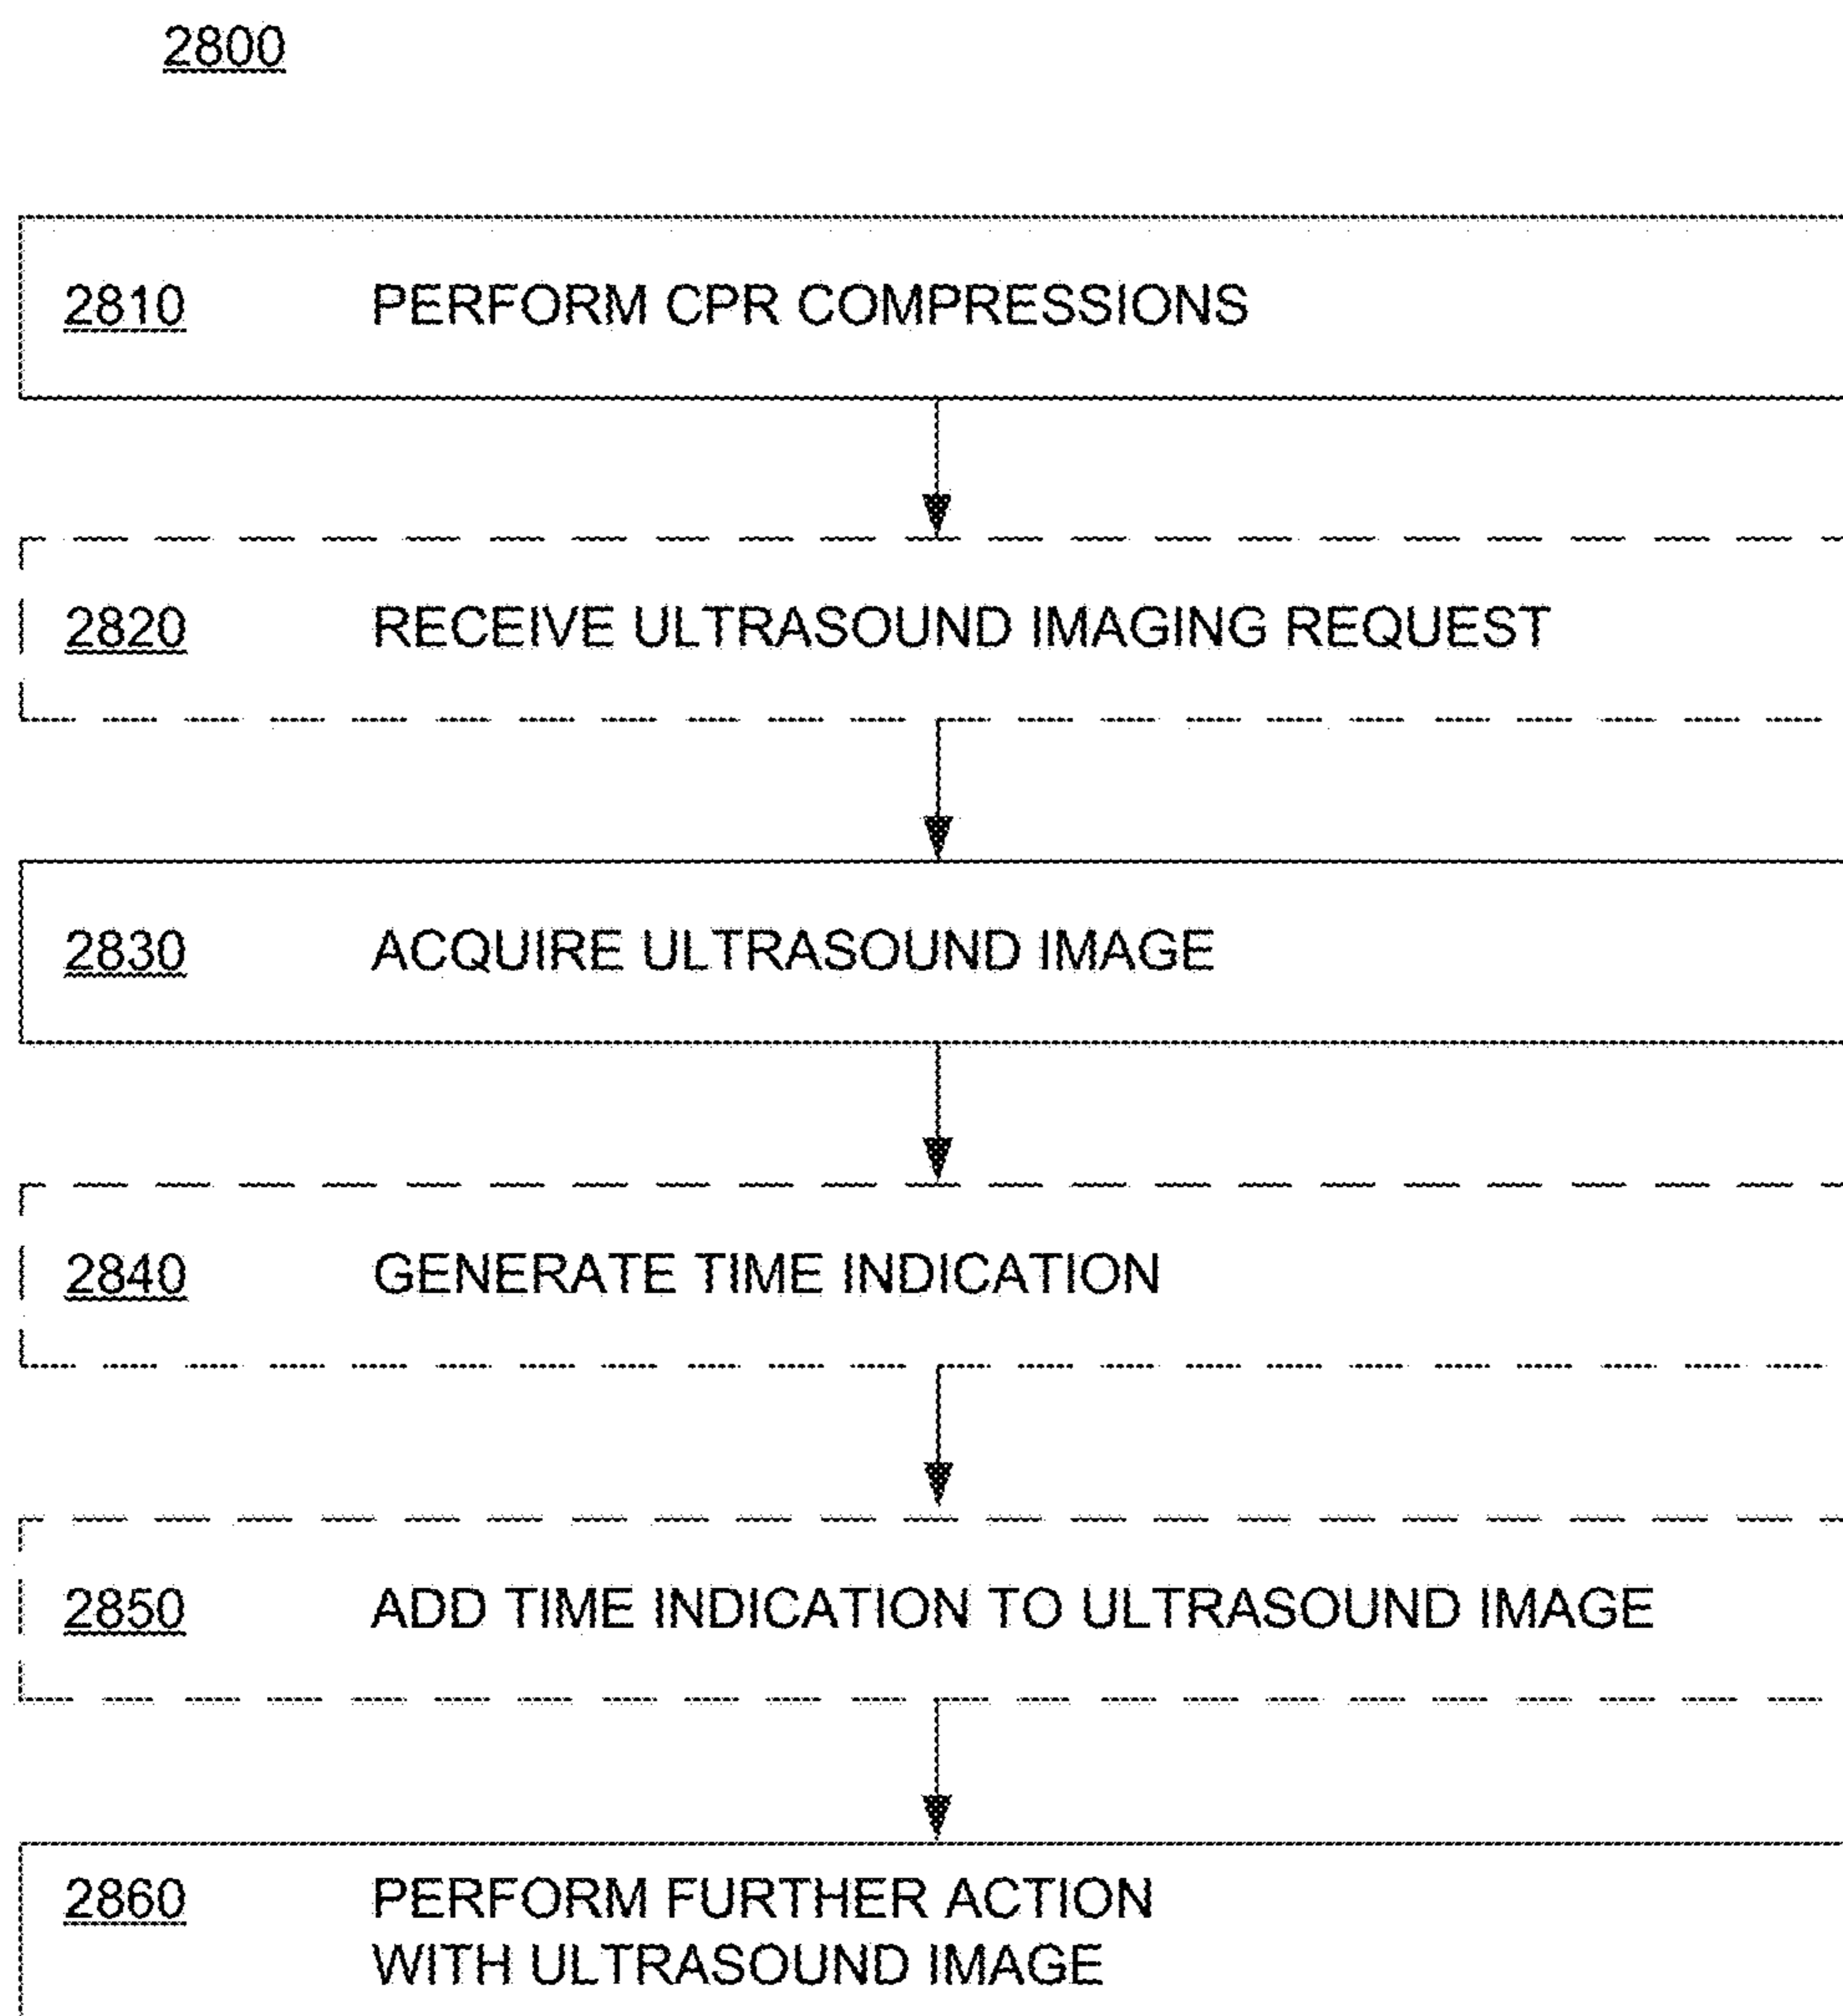 2800
2810 PERFORM CPR COMPRESSIONS
2820 RECEIVE ULTRASOUND IMAGING REQUEST
2830 ACQUIRE ULTRASOUND IMAGE
2840 GENERATE TIME INDICATION
2850 ADD TIME INDICATION TO ULTRASOUND IMAGE
2860 PERFORM FURTHER ACTION
WITH ULTRASOUND IMAGE